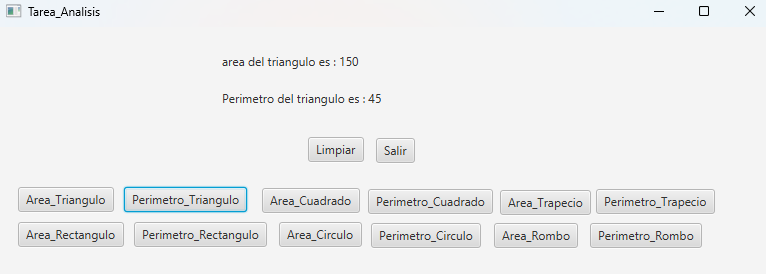 Tarea_Analisis
area del triangulo es : 150
Perimetro del triangulo es : 45
Limpiar Salir
Area_Triangulo Perimetro_Triangulo Area_Cuadrado Perimetro_Cuadrado Area_Trapecio Perimetro_Trapecio
Area_Rectangulo Perimetro_Rectangulo Area_Circulo Perimetro_Circulo Area_Rombo Perimetro_Rombo